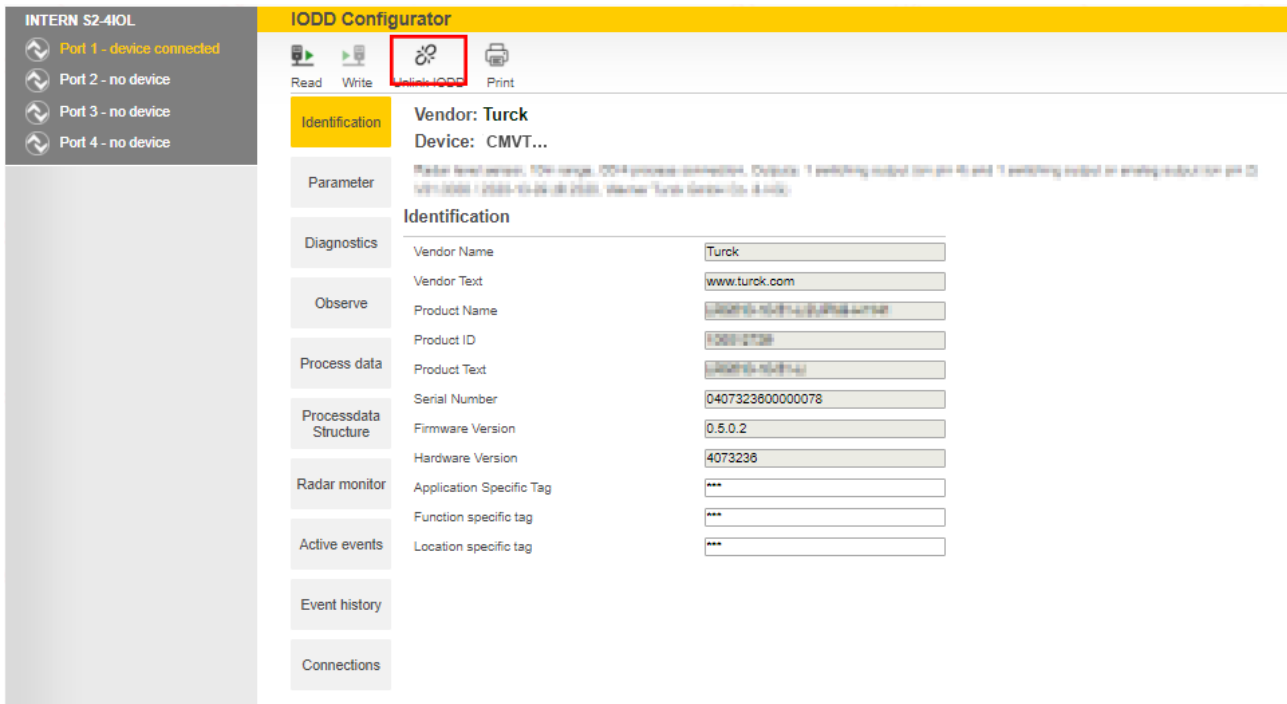 INTERN S2-4IOL
Port 1 - device connected
Port 2 - no device
Port 3 - no device
Port 4 - no device
IODD Configurator
Read Write Unlink IODD Print
Identification
Parameter
Diagnostics
Observe
Process data
Processdata
Structure
Radar monitor
Active events
Event history
Connections
Vendor: Turck
Device: CMVT...
Identification
Vendor Name Turck
Vendor Text www.turck.com
Product Name
Product ID
Product Text
Serial Number 0407323600000078
Firmware Version 0.5.0.2
Hardware Version 4073236
Application Specific Tag ***
Function specific tag ***
Location specific tag ***